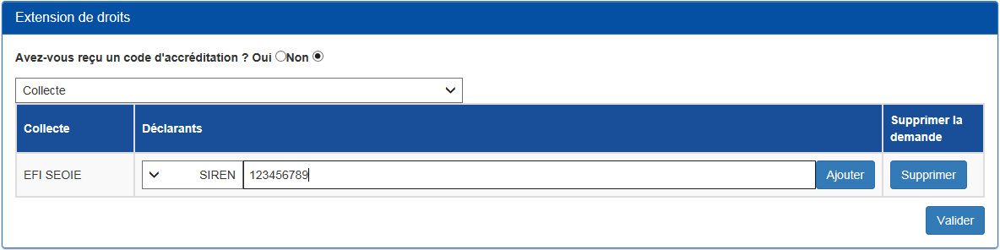 Extension de droits
Avez-vous reçu un code d'accréditation ? Oui Non
Collecte
Collecte Déclarants Supprimer la demande
EFI SEOIE SIREN 123456789 Ajouter Supprimer
Valider